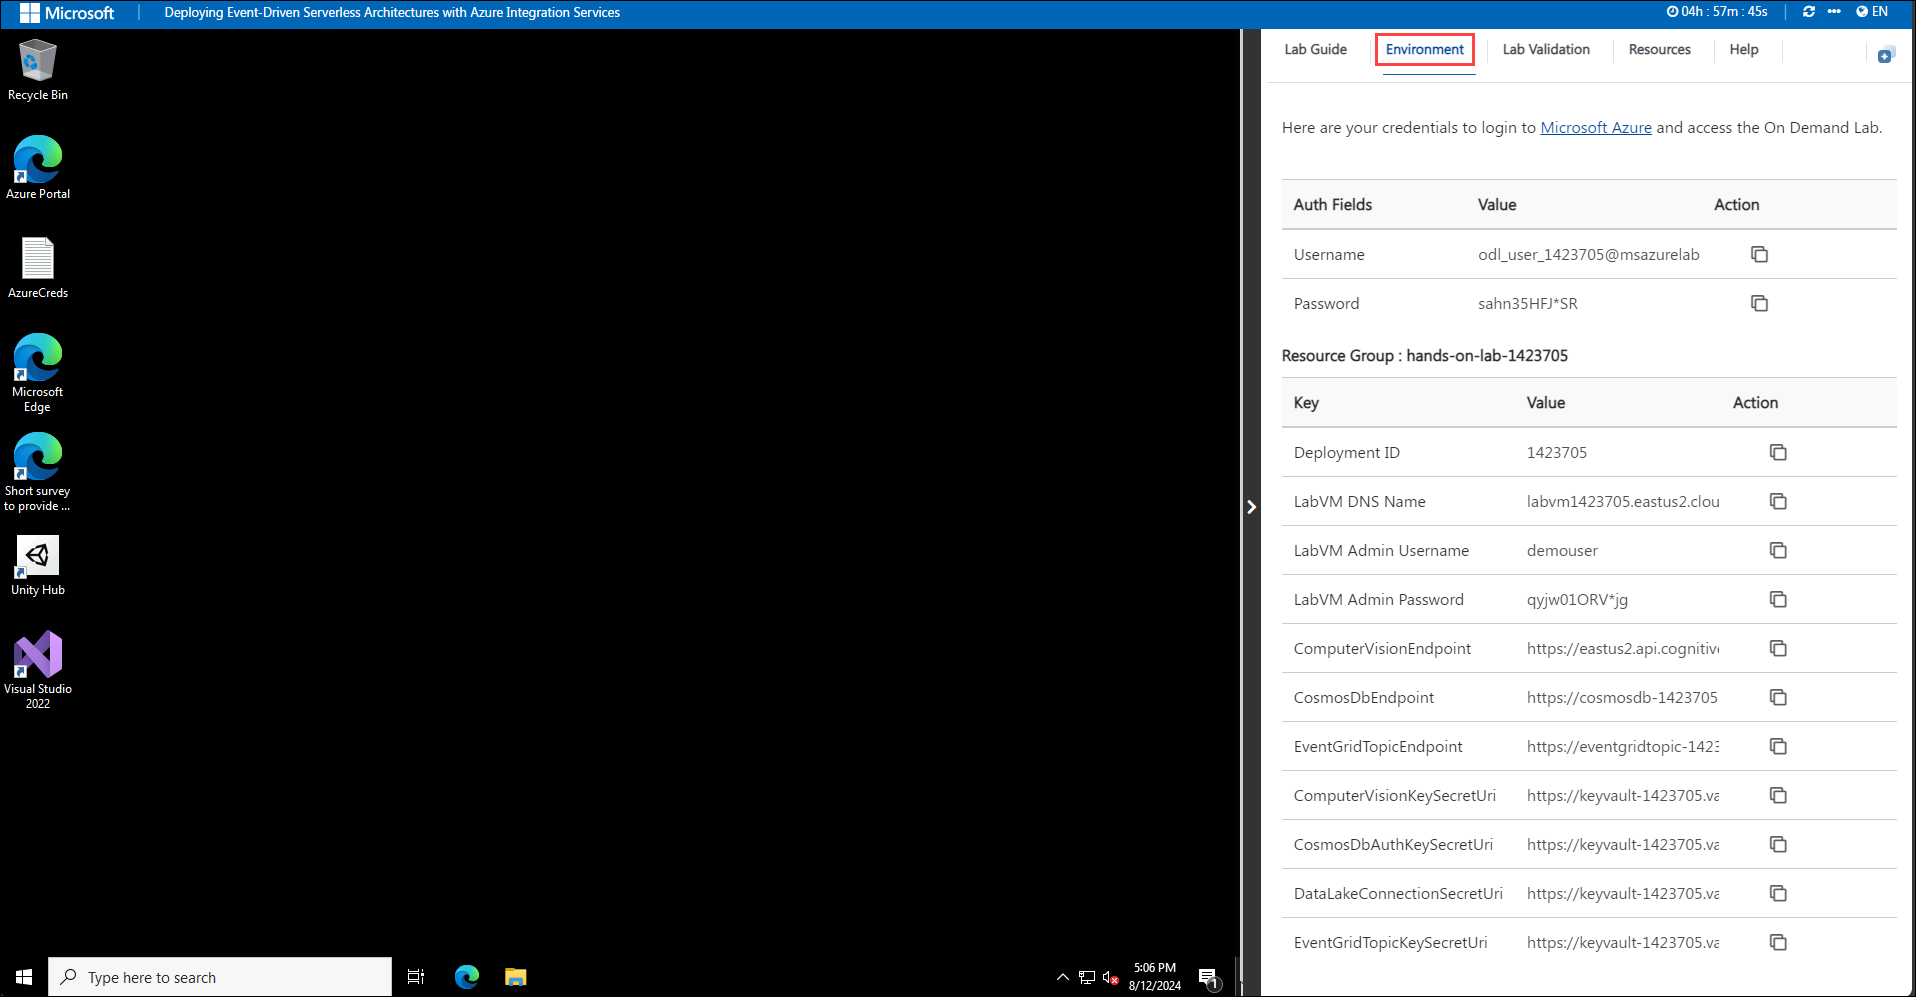 Microsoft
Deploying Event-Driven Serverless Architectures with Azure Integration Services
04h : 57m : 45s
EN
Recycle Bin
Azure Portal
AzureCreds
Microsoft
Edge
Short survey
to provide ...
Unity Hub
Visual Studio
2022
Lab Guide
Environment
Lab Validation
Resources
Help
Here are your credentials to login to Microsoft Azure and access the On Demand Lab.
Auth Fields Value Action
Username odl_user_1423705@msazurelab
Password sahn35HFJ*SR
Resource Group : hands-on-lab-1423705
Key Value Action
Deployment ID 1423705
LabVM DNS Name labvm1423705.eastus2.clou
LabVM Admin Username demouser
LabVM Admin Password qyjw01ORV*jg
ComputerVisionEndpoint https://eastus2.api.cognitive
CosmosDbEndpoint https://cosmosdb-1423705
EventGridTopicEndpoint https://eventgridtopic-1423
ComputerVisionKeySecretUri https://keyvault-1423705.va
CosmosDbAuthKeySecretUri https://keyvault-1423705.va
DataLakeConnectionSecretUri https://keyvault-1423705.va
EventGridTopicKeySecretUri https://keyvault-1423705.va
Type here to search
5:06 PM
8/12/2024
1